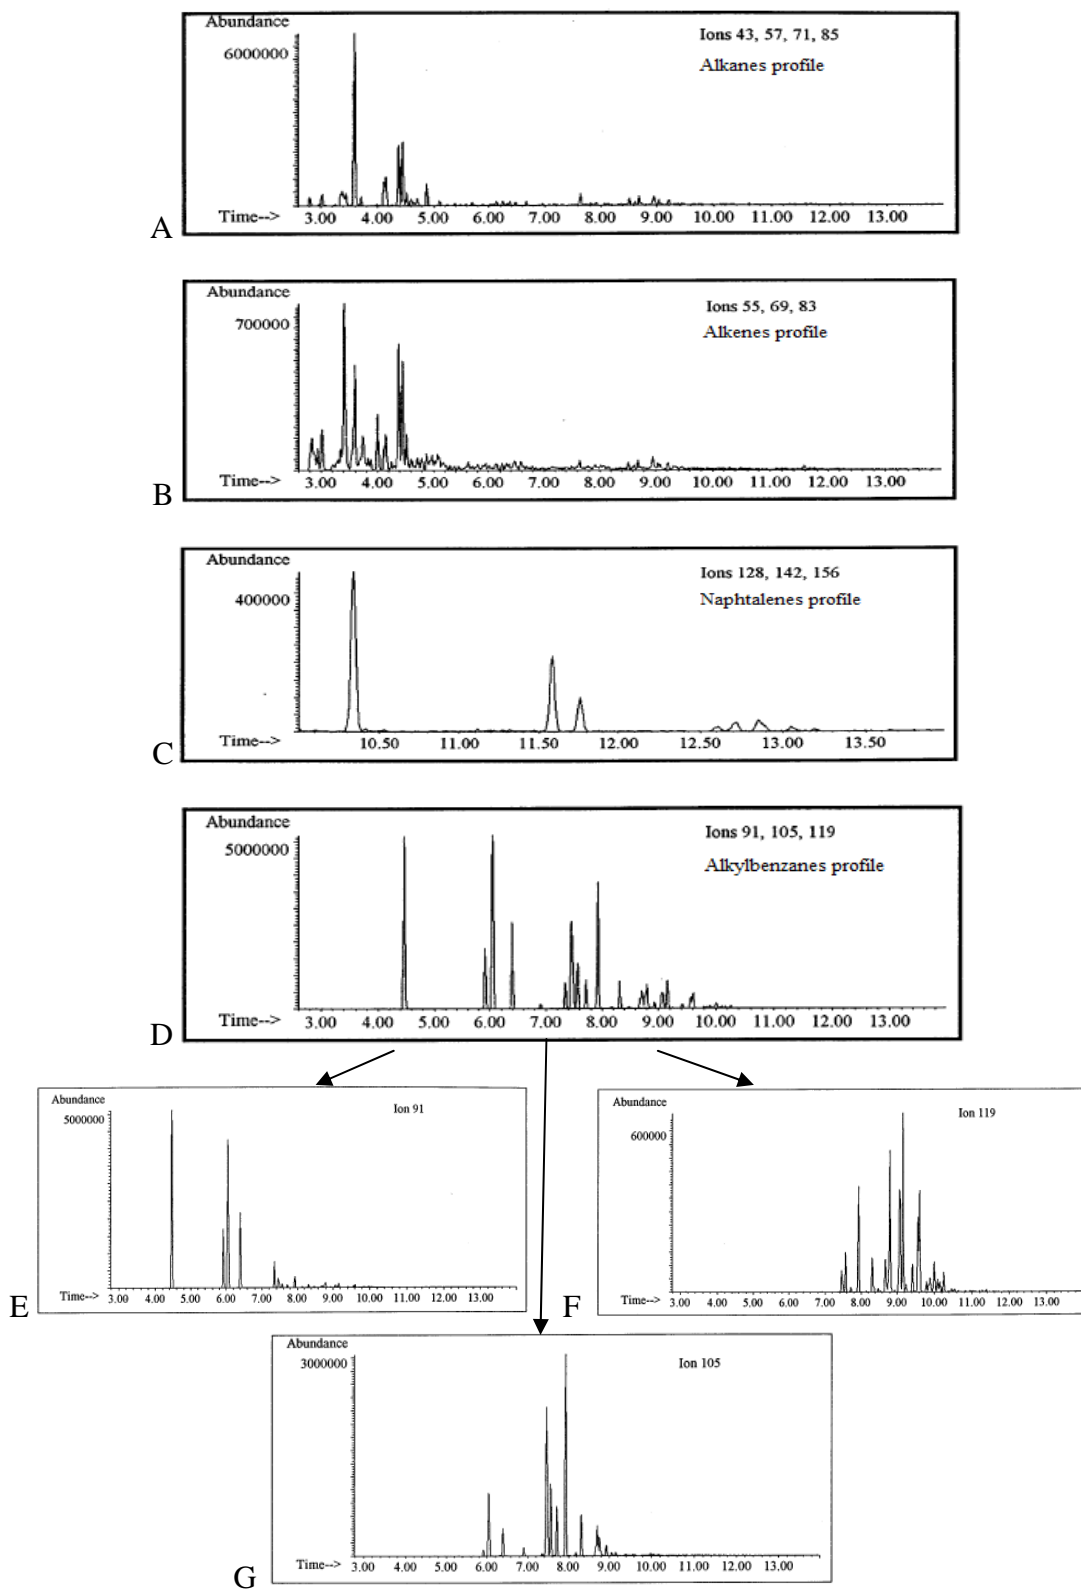 Abundance
Ions 43, 57, 71, 85
6000000
Alkanes profile
Time-->
3.00 4.00 5.00 6.00 7.00 8.00 9.00 10.00 11.00 12.00 13.00
A
Abundance
Ions 55, 69, 83
700000
Alkenes profile
Time-->
3.00 4.00 5.00 6.00 7.00 8.00 9.00 10.00 11.00 12.00 13.00
B
Abundance
Ions 128, 142, 156
400000
Naphtalenes profile
Time-->
10.50 11.00 11.50 12.00 12.50 13.00 13.50
C
Abundance
Ions 91, 105, 119
5000000
Alkylbenzanes profile
Time-->
3.00 4.00 5.00 6.00 7.00 8.00 9.00 10.00 11.00 12.00 13.00
D
Abundance
Ion 91
5000000
Time-->
3.00 4.00 5.00 6.00 7.00 8.00 9.00 10.00 11.00 12.00 13.00
E
Abundance
Ion 119
600000
Time-->
3.00 4.00 5.00 6.00 7.00 8.00 9.00 10.00 11.00 12.00 13.00
F
Abundance
Ion 105
3000000
Time-->
3.00 4.00 5.00 6.00 7.00 8.00 9.00 10.00 11.00 12.00 13.00
G